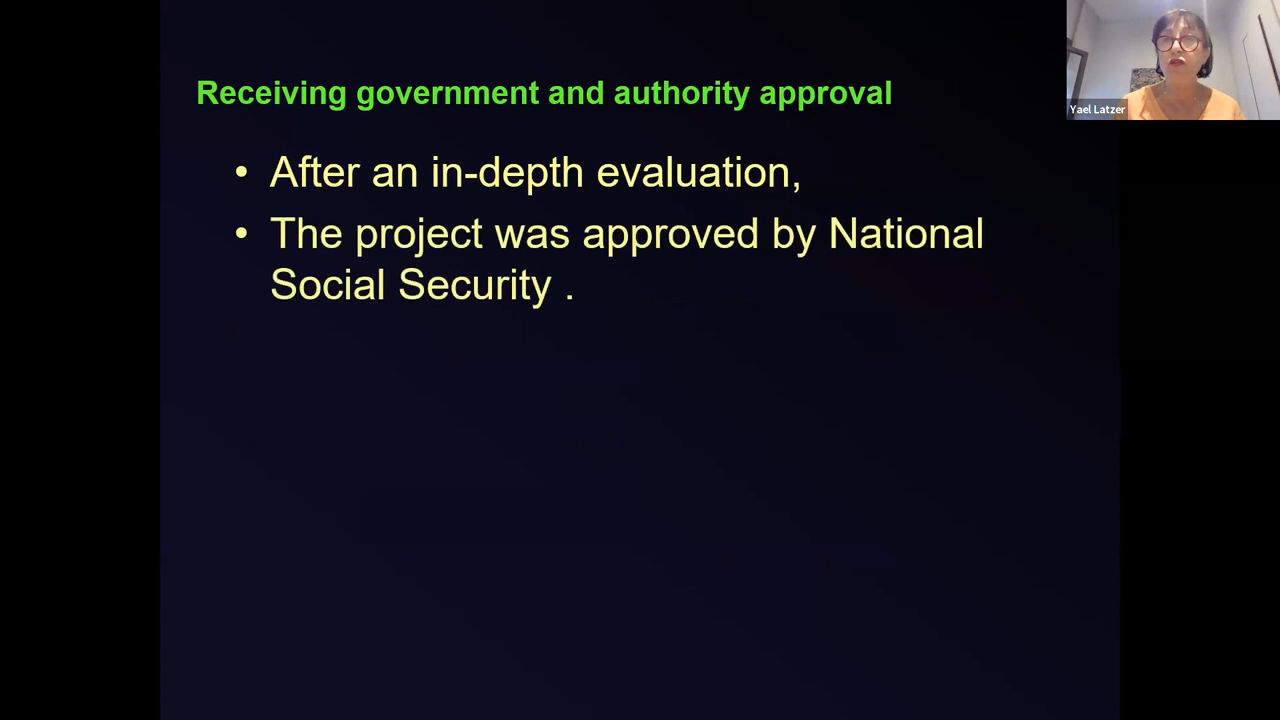 Receiving government and authority approval
• After an in-depth evaluation,
• The project was approved by National
Social Security .
Yael Latzer